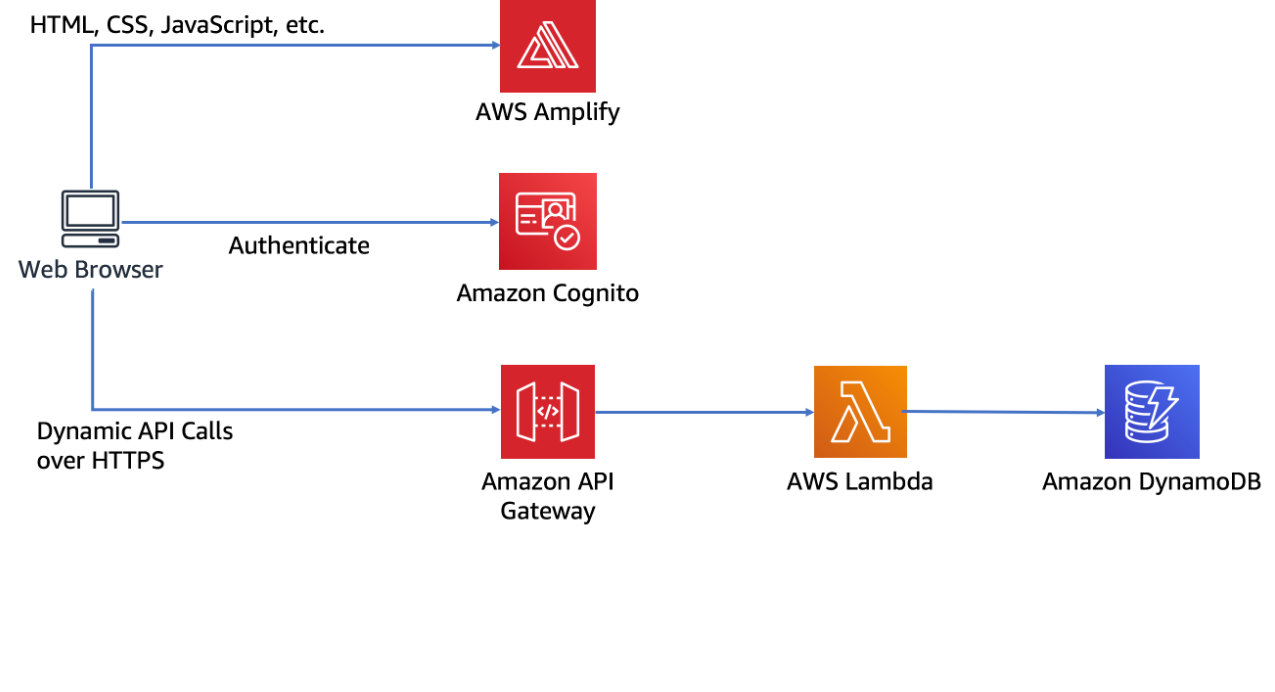 HTML, CSS, JavaScript, etc.
AWS Amplify
Authenticate
Web Browser
Amazon Cognito
Dynamic API Calls
over HTTPS
</>
Amazon API
Gateway
AWS Lambda
Amazon DynamoDB